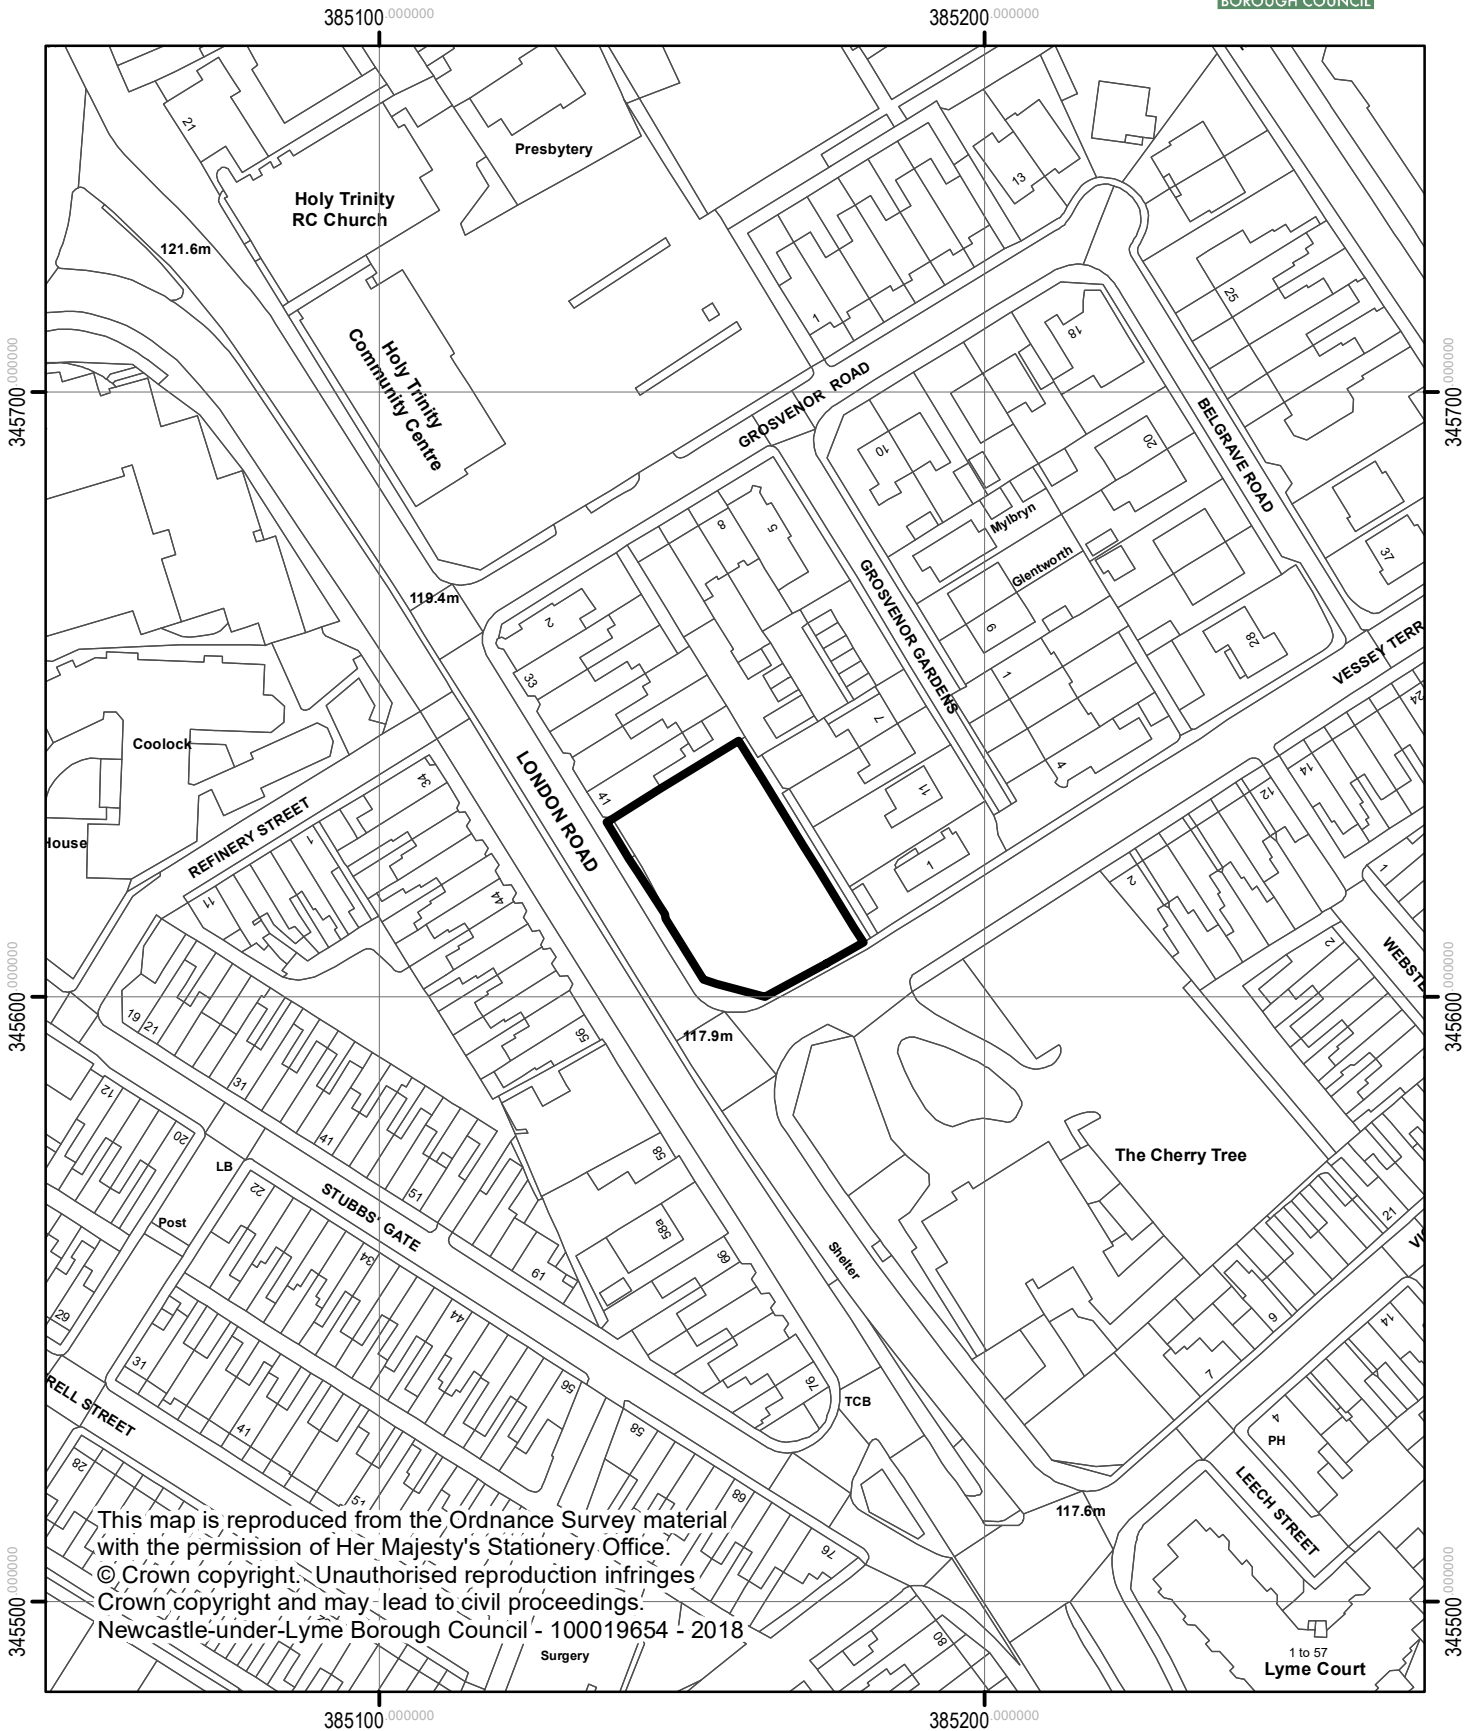 BOROUGH COUNCIL
385100.000000
385200.000000
21
Presbytery
Holy Trinity
RC Church
13
121.6m
25
1
18
Holy Trinity
Community Centre
345700.000000
345700.000000
GROSVENOR ROAD
BELGRAVE ROAD
10
20
8
5
Mylbryn
37
Glentworth
GROSVENOR GARDENS
119.4m
2
6
28
33
VESSEY TERR
1
24
7
Coolock
LONDON ROAD
4
14
34
41
11
12
House
REFINERY STREET
1
1
2
1
44
11
2
WEBSTE
345600.000000
345600.000000
19 21
56
117.9m
31
12
20
41
58
The Cherry Tree
LB
22
51
STUBBS' GATE
Post
58a
21
34
66
Shelter
VI
61
29
44
9
14
31
7
56
76
TCB
RELL STREET
41
58
4
PH
28
68
LEECH STREET
51
117.6m
This map is reproduced from the Ordnance Survey material
with the permission of Her Majesty's Stationery Office.
© Crown copyright. Unauthorised reproduction infringes
Crown copyright and may lead to civil proceedings.
Newcastle-under-Lyme Borough Council - 100019654 - 2018
76
345500.000000
345500.000000
80
Surgery
1 to 57
Lyme Court
385100.000000
385200.000000